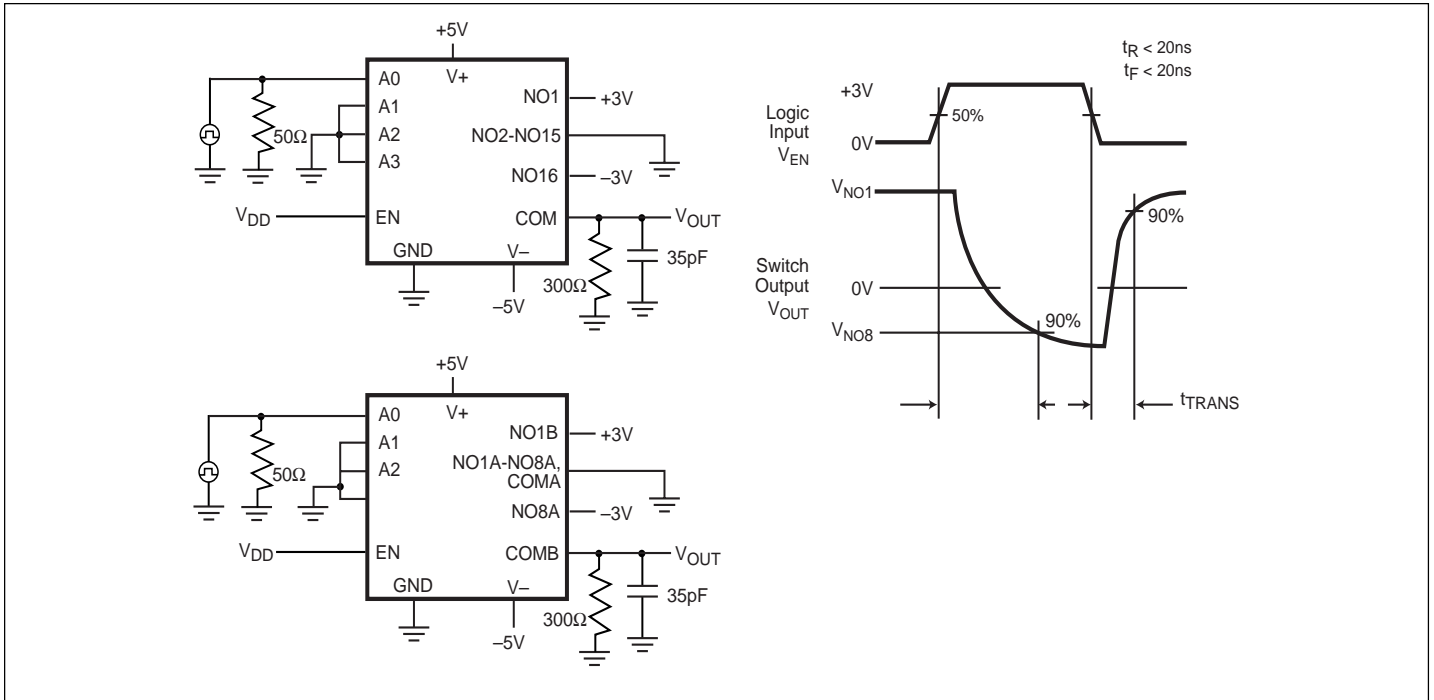 +5V
V+
A0
A1
A2
A3
50Ω
NO1
+3V
NO2-NO15
NO16
–3V
VDD
EN
COM
VOUT
GND
V–
35pF
300Ω
–5V
+5V
V+
A0
A1
A2
50Ω
NO1B
+3V
NO1A-NO8A,
COMA
NO8A
–3V
VDD
EN
COMB
VOUT
GND
V–
35pF
300Ω
–5V
tR < 20ns
tF < 20ns
+3V
Logic
Input
VEN
50%
0V
VNO1
90%
Switch
Output
VOUT
0V
90%
VNO8
tTRANS